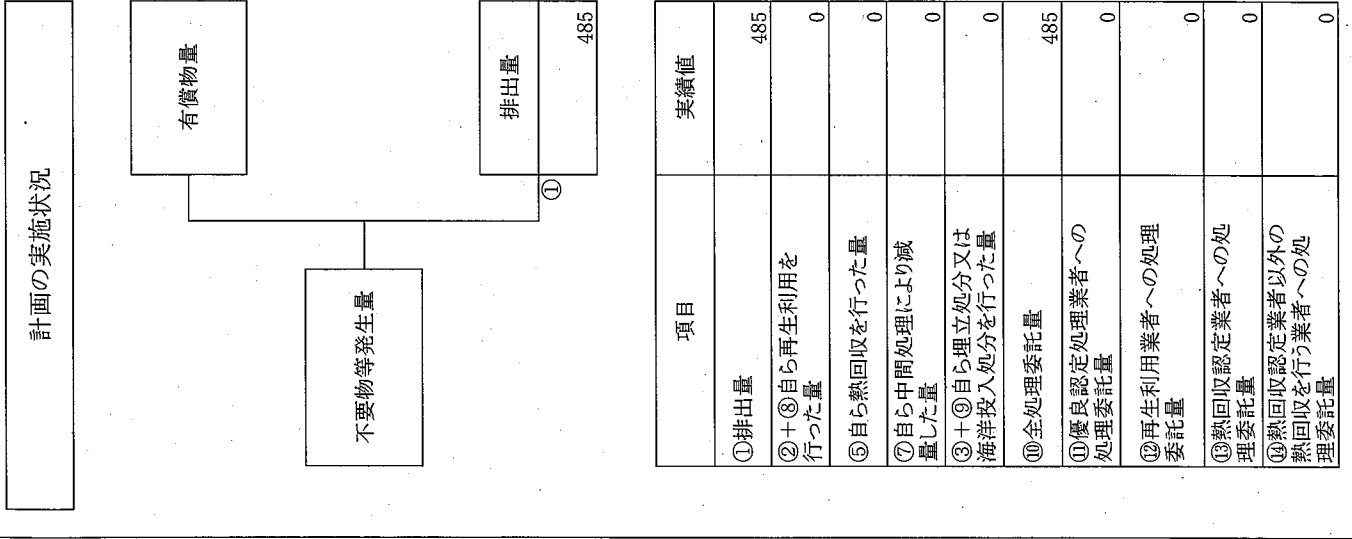 計画の実施状況
有償物量
不要物等発生量
①
排出量
485
項目
実績値
①排出量
485
②+⑧自ら再生利用を
行った量
0
⑤自ら熱回収を行った量
0
⑦自ら中間処理により減
量した量
0
③+⑨自ら埋立処分又は
海洋投入処分を行った量
0
⑩全処理委託量
485
⑪優良認定処理業者への
処理委託量
0
⑫再生利用業者への処理
委託量
0
⑬熱回収認定業者への処
理委託量
0
⑭熱回収認定業者以外の
熱回収を行う業者への処
理委託量
0